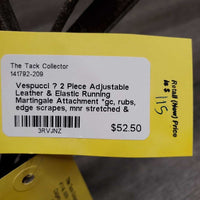 The Tack Collector
141792-209
Vespucci ? 2 Piece Adjustable
Leather & Elastic Running
Martingale Attachment *gc, rubs,
edge scrapes, mnr stretched &
3RVJNZ
$52.50
Retail (New) Price
is $ 115